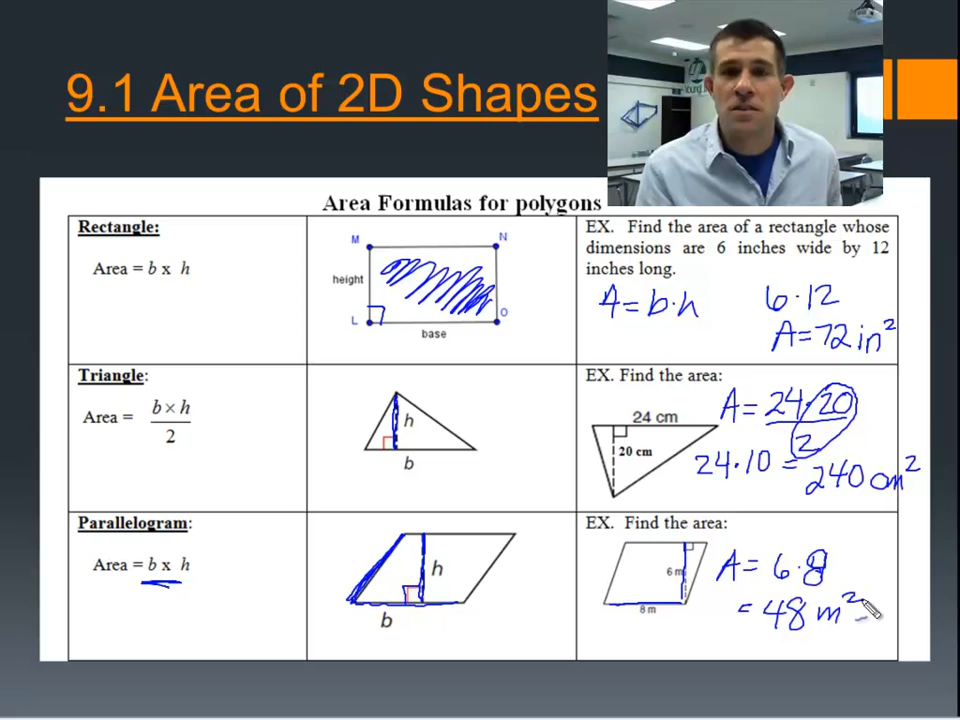 9.1 Area of 2D Shapes
Area Formulas for polygons
Rectangle:
Area = b x h
M
N
height
L
O
base
EX. Find the area of a rectangle whose
dimensions are 6 inches wide by 12
inches long.
A = b·h
6·12
A = 72 in²
Triangle:
Area = b × h
2
h
b
EX. Find the area:
24 cm
20 cm
A = 24·20
2
24·10 =
240 cm²
Parallelogram:
Area = b x h
h
b
EX. Find the area:
6 m
8 m
A = 6·8
= 48 m²